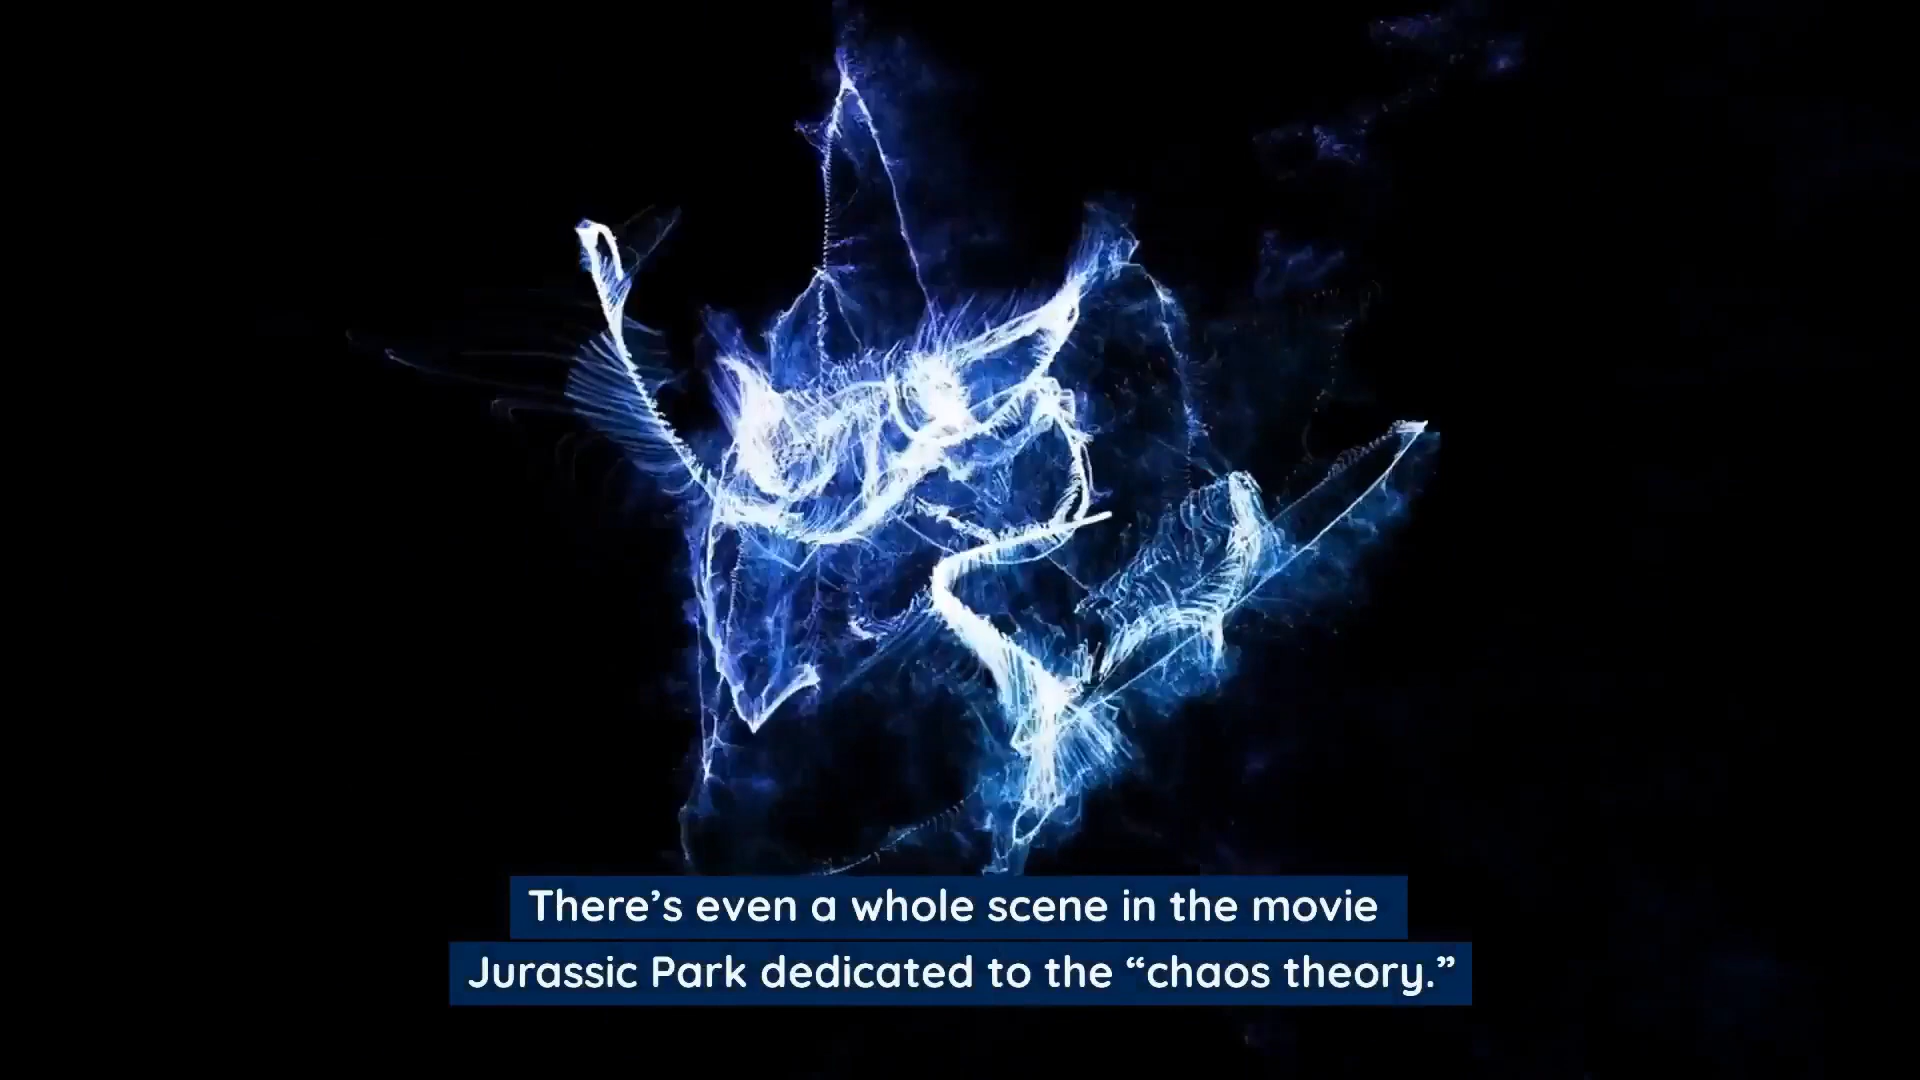 There’s even a whole scene in the movie
Jurassic Park dedicated to the “chaos theory.”